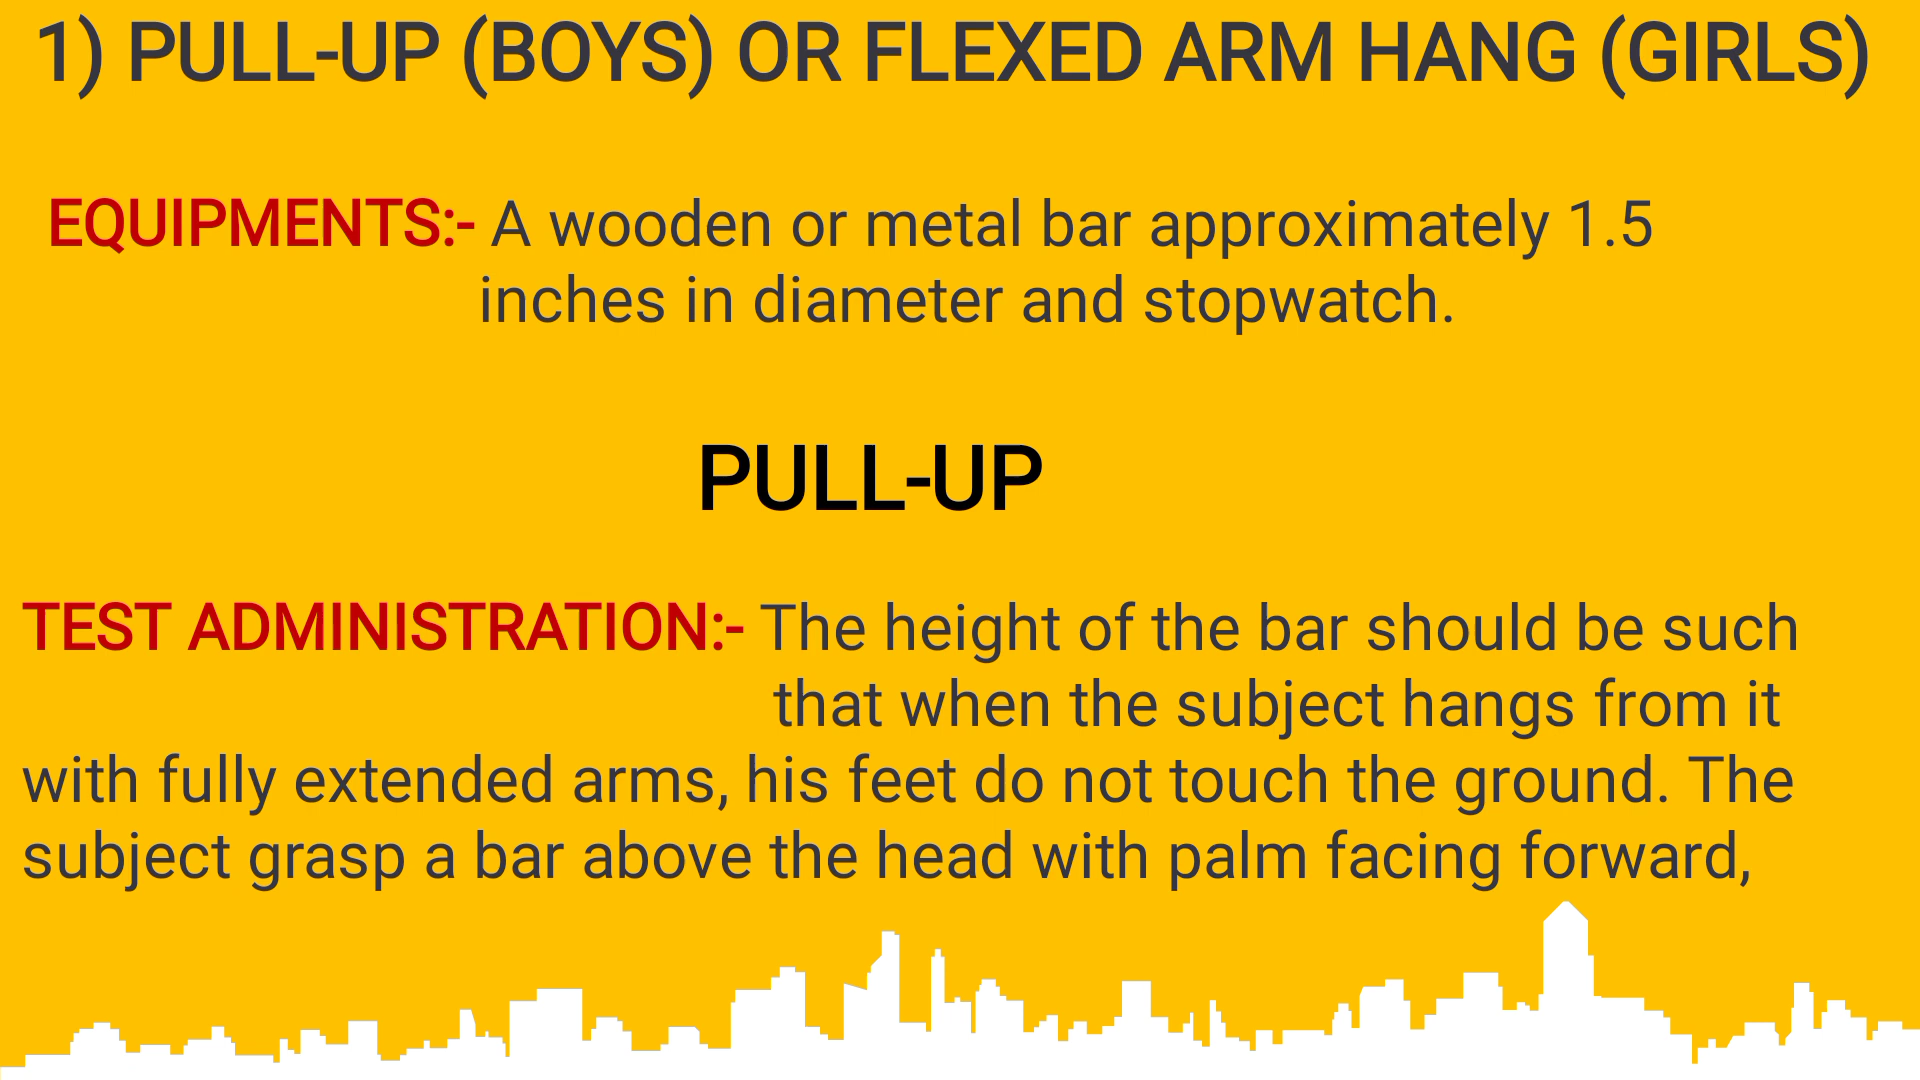 1) PULL-UP (BOYS) OR FLEXED ARM HANG (GIRLS)
EQUIPMENTS:- A wooden or metal bar approximately 1.5
inches in diameter and stopwatch.
PULL-UP
TEST ADMINISTRATION:- The height of the bar should be such
that when the subject hangs from it
with fully extended arms, his feet do not touch the ground. The
subject grasp a bar above the head with palm facing forward,